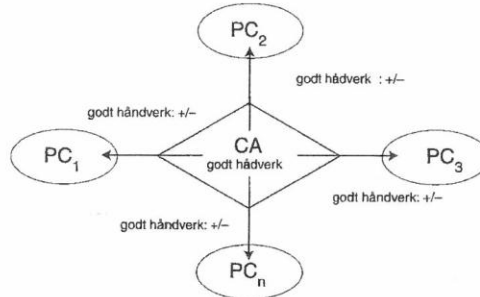 PC2
godt hådverk : +/–
godt håndverk: +/–
CA
godt hådverk
PC1
PC3
godt håndverk: +/–
godt håndverk: +/–
PCn